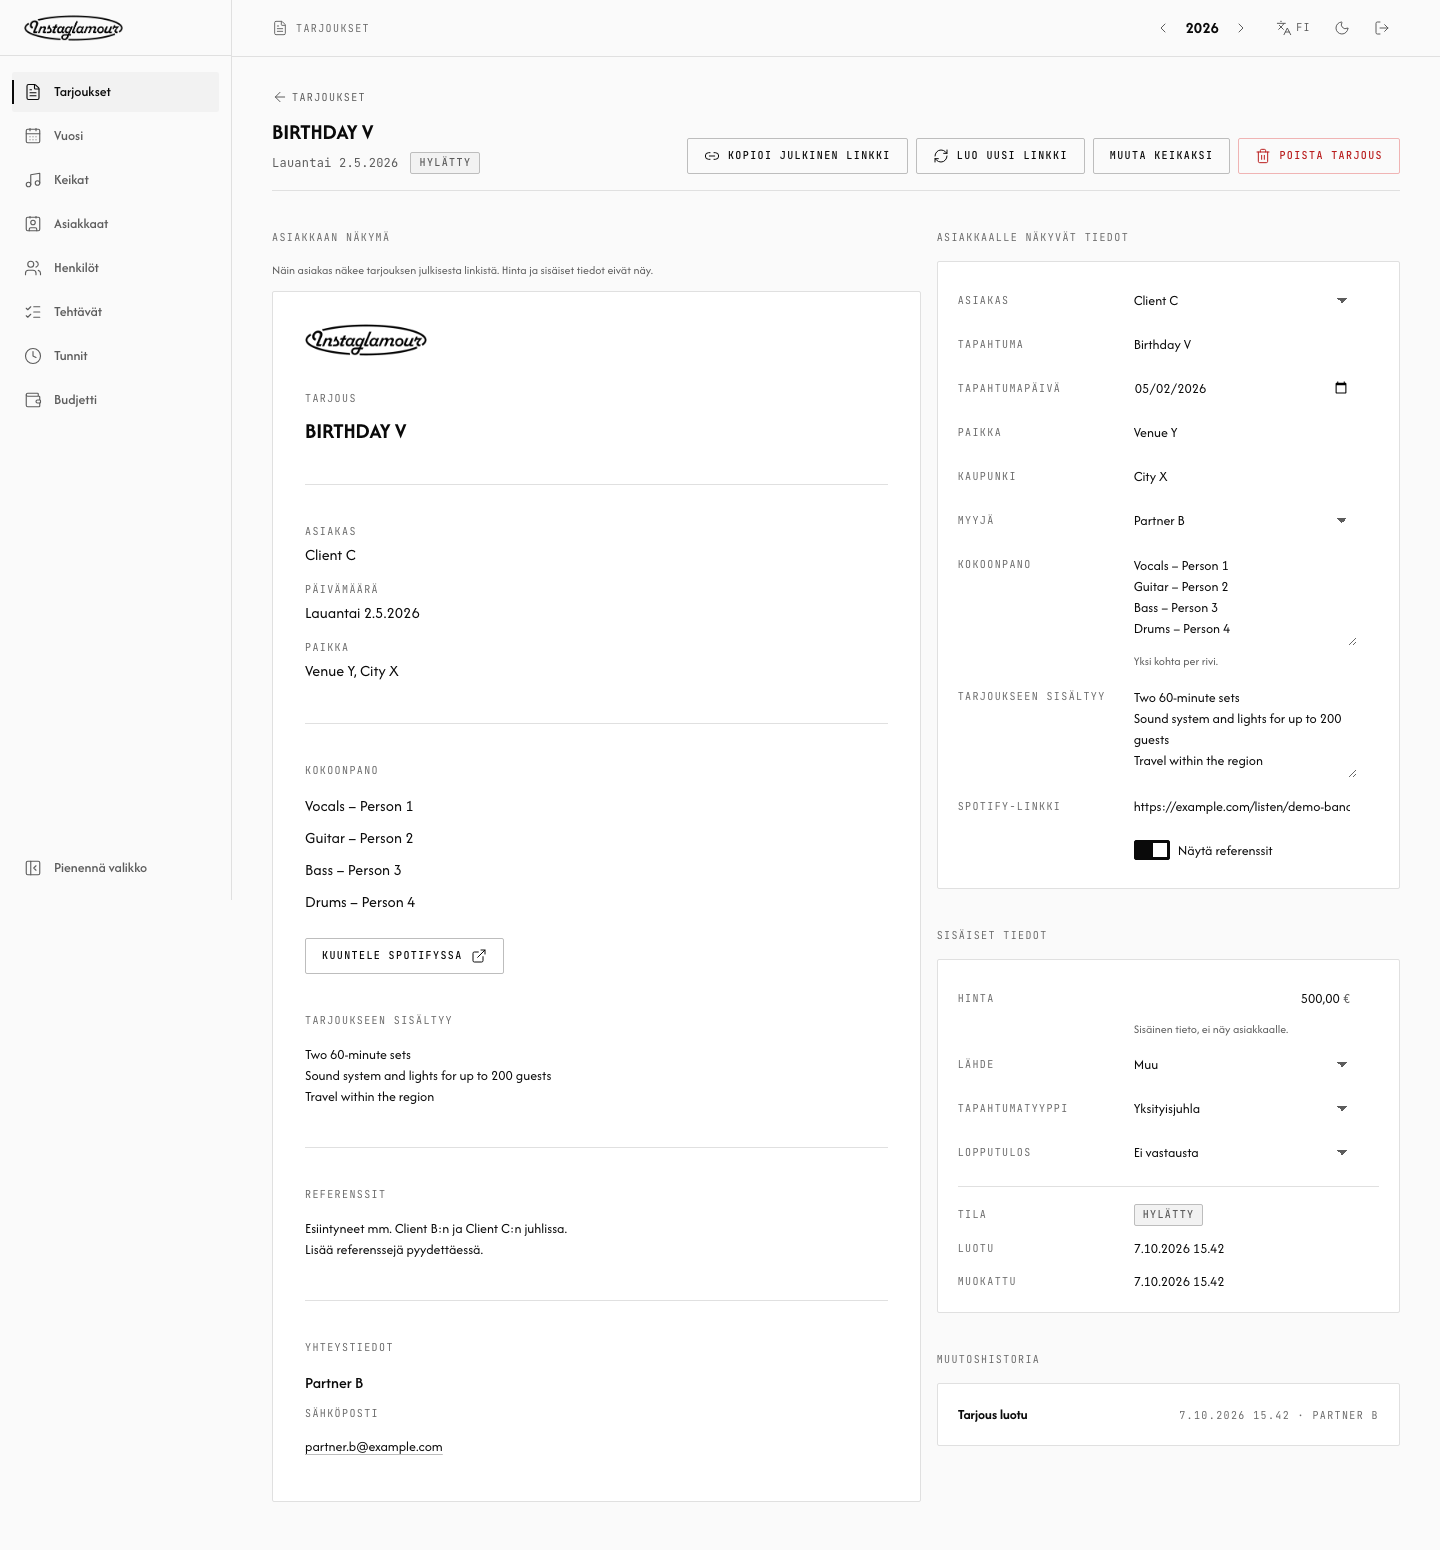 Instaglamour
TARJOUKSET
2026
FI
Tarjoukset
Vuosi
Keikat
Asiakkaat
Henkilöt
Tehtävät
Tunnit
Budjetti
Pienennä valikko
TARJOUKSET
BIRTHDAY V
Lauantai 2.5.2026
HYLÄTTY
KOPIOI JULKINEN LINKKI
LUO UUSI LINKKI
MUUTA KEIKAKSI
POISTA TARJOUS
ASIAKKAAN NÄKYMÄ
Näin asiakas näkee tarjouksen julkisesta linkistä. Hinta ja sisäiset tiedot eivät näy.
Instaglamour
TARJOUS
BIRTHDAY V
ASIAKAS
Client C
PÄIVÄMÄÄRÄ
Lauantai 2.5.2026
PAIKKA
Venue Y, City X
KOKOONPANO
Vocals – Person 1
Guitar – Person 2
Bass – Person 3
Drums – Person 4
KUUNTELE SPOTIFYSSA
TARJOUKSEEN SISÄLTYY
Two 60-minute sets
Sound system and lights for up to 200 guests
Travel within the region
REFERENSSIT
Esiintyneet mm. Client B:n ja Client C:n juhlissa.
Lisää referenssejä pyydettäessä.
YHTEYSTIEDOT
Partner B
SÄHKÖPOSTI
partner.b@example.com
ASIAKKAALLE NÄKYVÄT TIEDOT
ASIAKAS
Client C
TAPAHTUMA
Birthday V
TAPAHTUMAPÄIVÄ
05/02/2026
PAIKKA
Venue Y
KAUPUNKI
City X
MYYJÄ
Partner B
KOKOONPANO
Vocals – Person 1
Guitar – Person 2
Bass – Person 3
Drums – Person 4
Yksi kohta per rivi.
TARJOUKSEEN SISÄLTYY
Two 60-minute sets
Sound system and lights for up to 200
guests
Travel within the region
SPOTIFY-LINKKI
https://example.com/listen/demo-banc
Näytä referenssit
SISÄISET TIEDOT
HINTA
500,00 €
Sisäinen tieto, ei näy asiakkaalle.
LÄHDE
Muu
TAPAHTUMATYYPPI
Yksityisjuhla
LOPPUTULOS
Ei vastausta
TILA
HYLÄTTY
LUOTU
7.10.2026 15.42
MUOKATTU
7.10.2026 15.42
MUUTOSHISTORIA
Tarjous luotu
7.10.2026 15.42 · PARTNER B